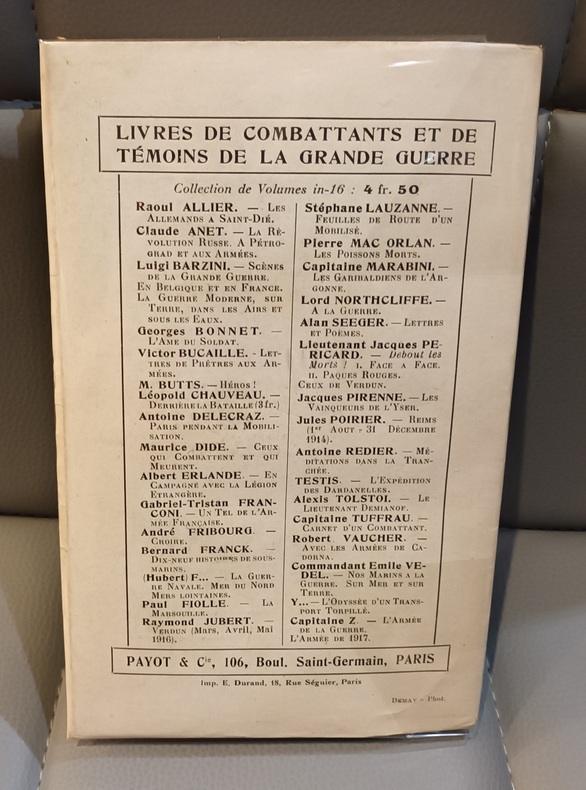 LIVRES DE COMBATTANTS ET DE
TÉMOINS DE LA GRANDE GUERRE
Collection de Volumes in-16 : 4 fr. 50
Raoul ALLIER. — LES
ALLEMANDS A SAINT-DIÉ.
Claude ANET. — LA RÉ-
VOLUTION RUSSE. A PÉTRO-
GRAD ET AUX ARMÉES.
Luigi BARZINI. — SCÈNES
DE LA GRANDE GUERRE.
EN BELGIQUE ET EN FRANCE.
LA GUERRE MODERNE, SUR
TERRE, DANS LES AIRS ET
SOUS LES EAUX.
Georges BONNET. —
L'AME DU SOLDAT.
Victor BUCAILLE. - LET-
TRES DE PRÊTRES AUX AR-
MÉES.
M. BUTTS. — HÉROS !
Léopold CHAUVEAU. —
DERRIÈRE LA BATAILLE (3 fr.)
Antoine DELECRAZ. —
PARIS PENDANT LA MOBILI-
SATION.
Maurice DIDE. — CEUX
QUI COMBATTENT ET QUI
MEURENT.
Albert ERLANDE. — EN
CAMPAGNE AVEC LA LÉGION
ETRANGÈRE.
Gabriel-Tristan FRAN-
CONI. — UN TEL DE L'AR-
MÉE FRANÇAISE.
André FRIBOURG. —
CROIRE.
Bernard FRANCK. —
DIX-NEUF HISTOIRES DE SOUS-
MARINS.
(Hubert) F... — LA GUER-
RE NAVALE. MER DU NORD
MERS LOINTAINES.
Paul FIOLLE. — LA
MARSOUILLE.
Raymond JUBERT. —
VERDUN (Mars, Avril, Mai
1916).
Stéphane LAUZANNE. —
FEUILLES DE ROUTE D'UN
MOBILISÉ.
Pierre MAC ORLAN. —
LES POISSONS MORTS.
Capitaine MARABINI. —
LES GARIBALDIENS DE L'AR-
GONNE.
Lord NORTHCLIFFE. —
A LA GUERRE.
Alan SEEGER. — LETTRES
ET POÈMES.
Lieutenant Jacques PÉ-
RICARD. — Debout les
Morts ! I. FACE A FACE.
II. PAQUES ROUGES.
CEUX DE VERDUN.
Jacques PIRENNE. — LES
VAINQUEURS DE L'YSER.
Jules POIRIER. — REIMS
(1er AOUT - 31 DÉCEMBRE
1914).
Antoine REDIER. — MÉ-
DITATIONS DANS LA TRAN-
CHÉE.
TESTIS. — L'EXPÉDITION
DES DARDANELLES.
Alexis TOLSTOI. — LE
LIEUTENANT DEMIANOF.
Capitaine TUFFRAU. —
CARNET D'UN COMBATTANT.
Robert VAUCHER. —
AVEC LES ARMÉES DE CA-
DORNA.
Commandant Emile VE-
DEL. — NOS MARINS A LA
GUERRE. SUR MER ET SUR
TERRE.
Y... — L'ODYSSÉE D'UN TRANS-
PORT TORPILLÉ.
Capitaine Z. — L'ARMÉE
DE LA GUERRE.
L'ARMÉE DE 1917.
PAYOT & Cie, 106, Boul. Saint-Germain, PARIS
Imp. E. Durand, 18, Rue Séguier, Paris
DEMAY - Phot.